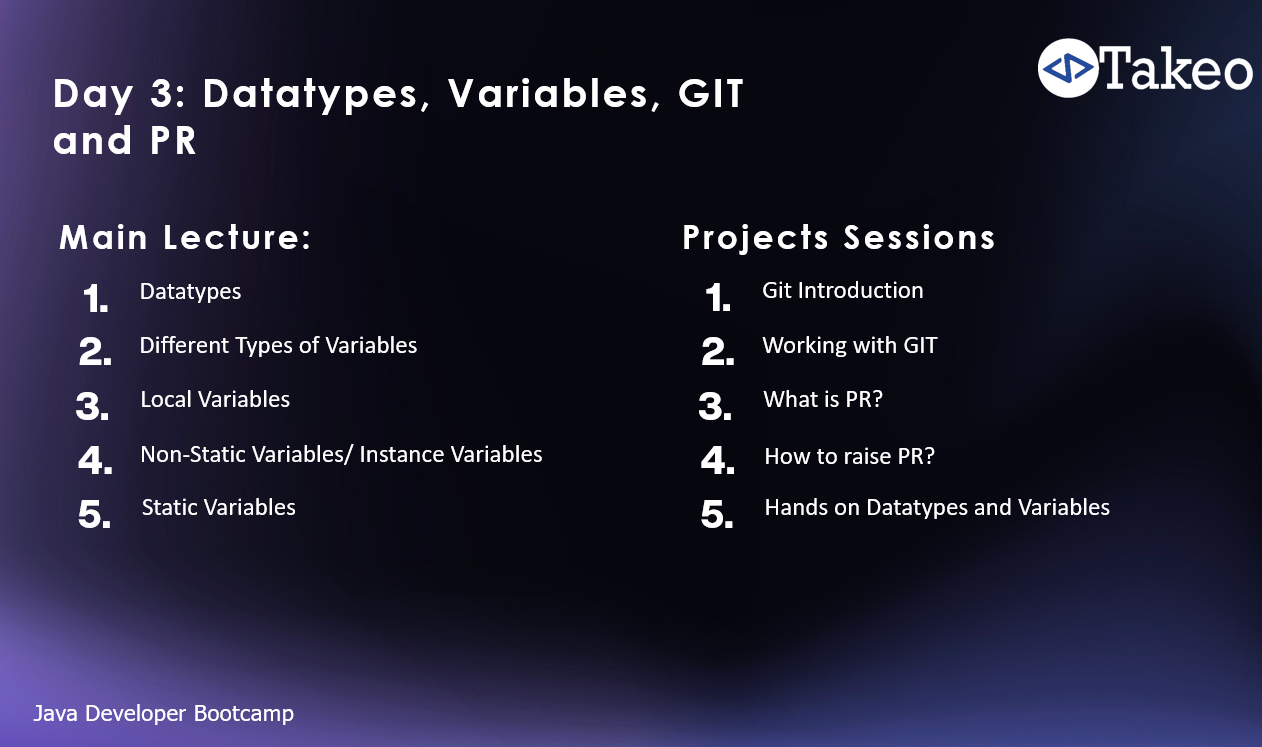 Takeo
Day 3: Datatypes, Variables, GIT
and PR
Main Lecture:
1. Datatypes
2. Different Types of Variables
3. Local Variables
4. Non-Static Variables/ Instance Variables
5. Static Variables
Projects Sessions
1. Git Introduction
2. Working with GIT
3. What is PR?
4. How to raise PR?
5. Hands on Datatypes and Variables
Java Developer Bootcamp